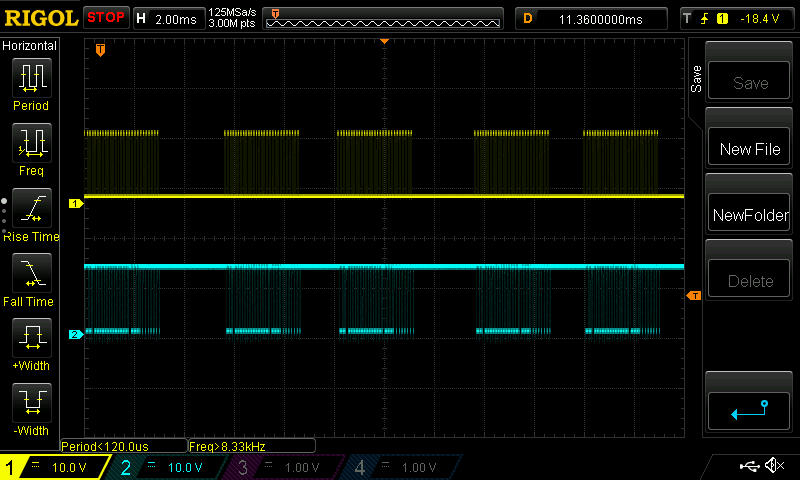 RIGOL STOP H 2.00ms 125MSa/s 3.00M pts T D 11.3600000ms T 1 -18.4 V
Horizontal
T
Save
Save
Period
New File
Freq
1
NewFolder
Rise Time
Delete
T
Fall Time
2
+Width
-Width
Period<120.0us Freq>8.33kHz
1 = 10.0 V 2 = 10.0 V 3 = 1.00 V 4 = 1.00 V